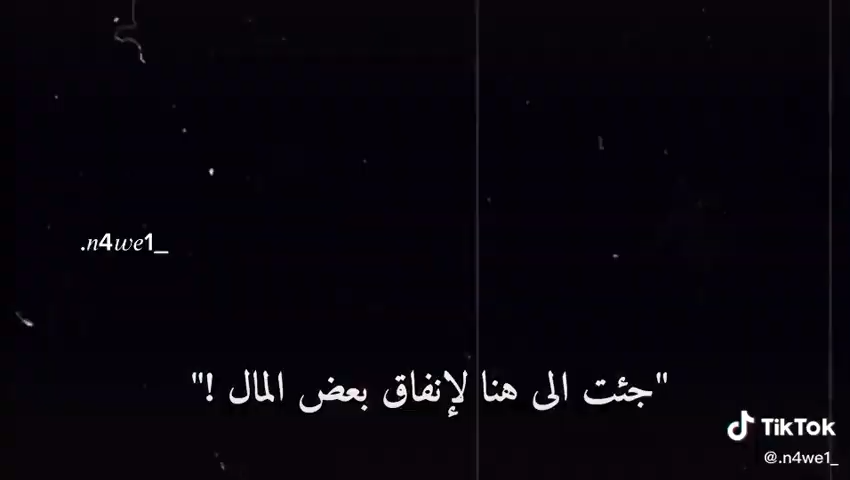 .n4we1_
"جئت الى هنا لإنفاق بعض المال !"
TikTok
@.n4we1_